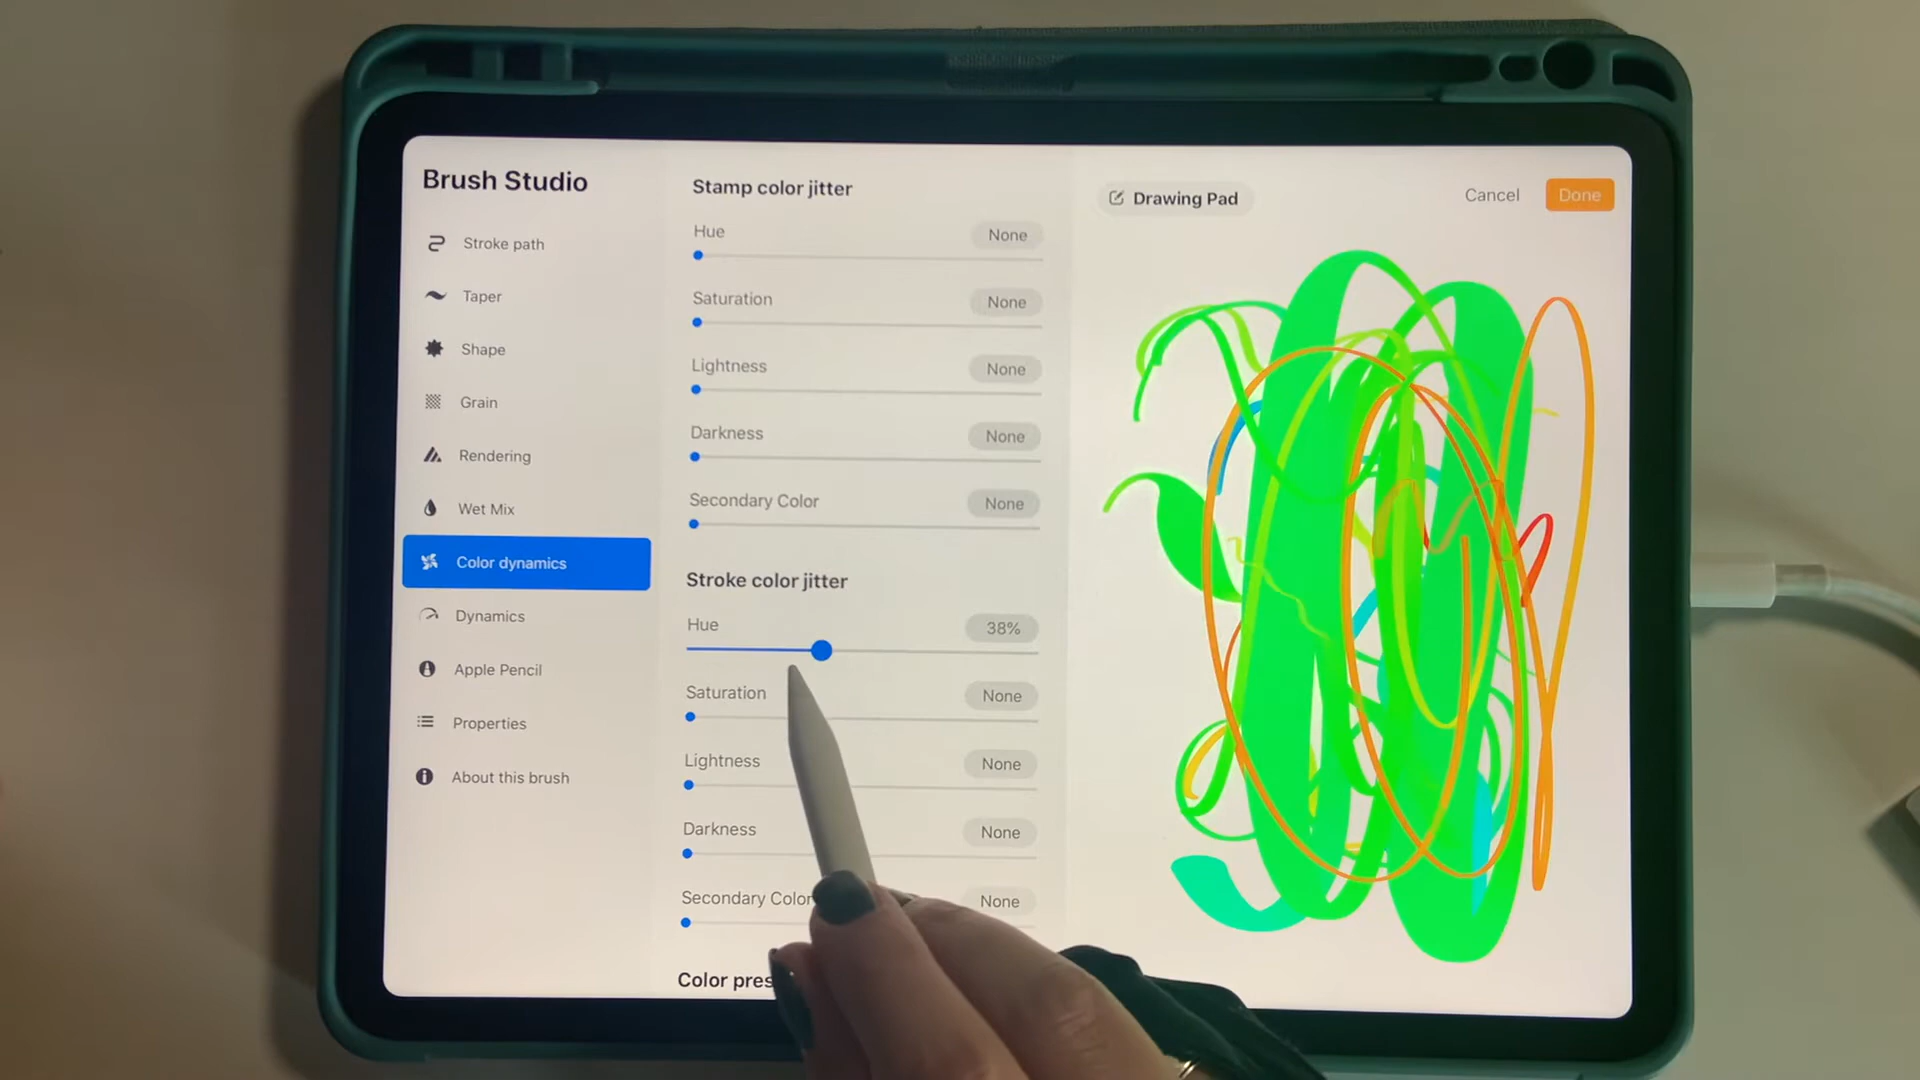 Brush Studio
Stroke path
Taper
Shape
Grain
Rendering
Wet Mix
Color dynamics
Dynamics
Apple Pencil
Properties
About this brush
Stamp color jitter
Hue
None
Saturation
None
Lightness
None
Darkness
None
Secondary Color
None
Stroke color jitter
Hue
38%
Saturation
None
Lightness
None
Darkness
None
Secondary Color
None
Color pres
Drawing Pad
Cancel
Done